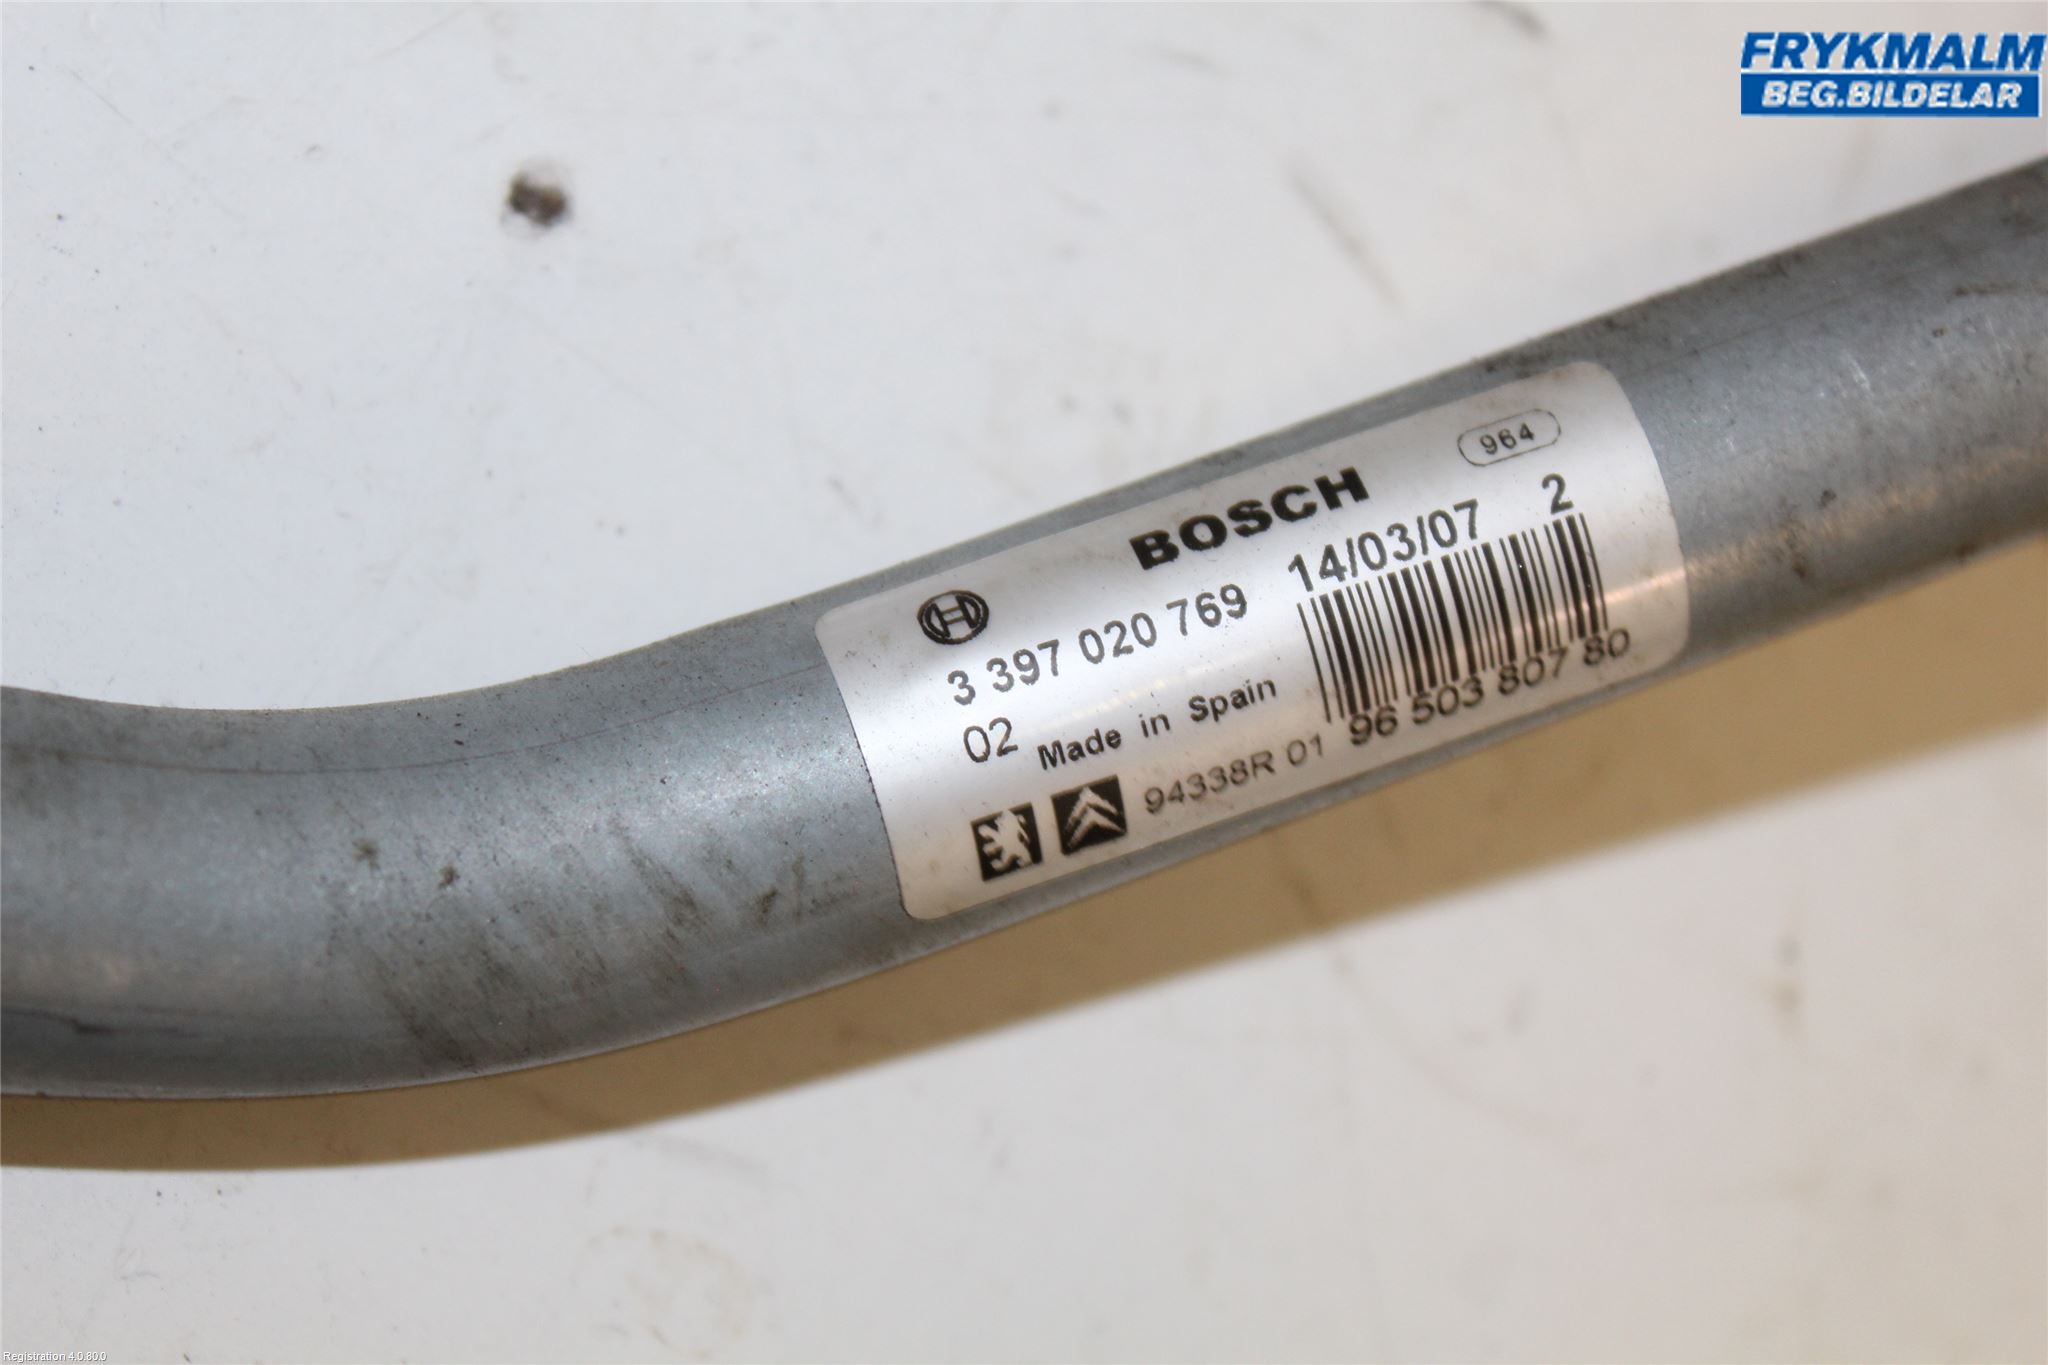 FRYKMALM
BEG.BILDELAR
964
BOSCH
14/03/07 2
3 397 020 769
02 Made in Spain
94338R 01 96 503 807 80
Registration 4.0.80.0